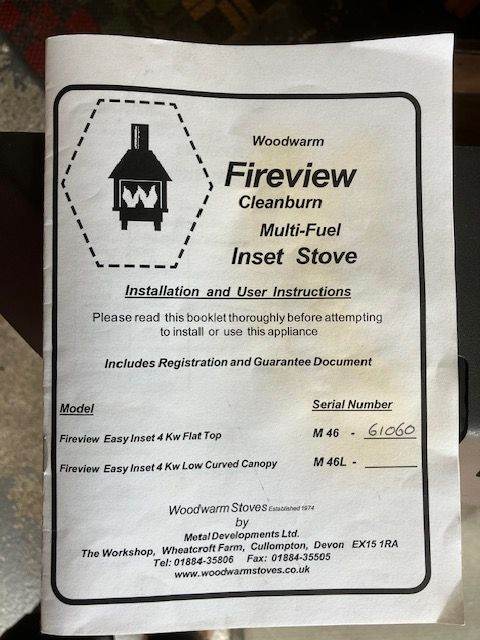 W
Woodwarm
Fireview
Cleanburn
Multi-Fuel
Inset Stove
Installation and User Instructions
Please read this booklet thoroughly before attempting
to install or use this appliance
Includes Registration and Guarantee Document
Model Serial Number
Fireview Easy Inset 4 Kw Flat Top M 46 - 61060
Fireview Easy Inset 4 Kw Low Curved Canopy M 46L -
Woodwarm Stoves Established 1974
by
Metal Developments Ltd.
The Workshop, Wheatcroft Farm, Cullompton, Devon EX15 1RA
Tel: 01884-35806 Fax: 01884-35505
www.woodwarmstoves.co.uk